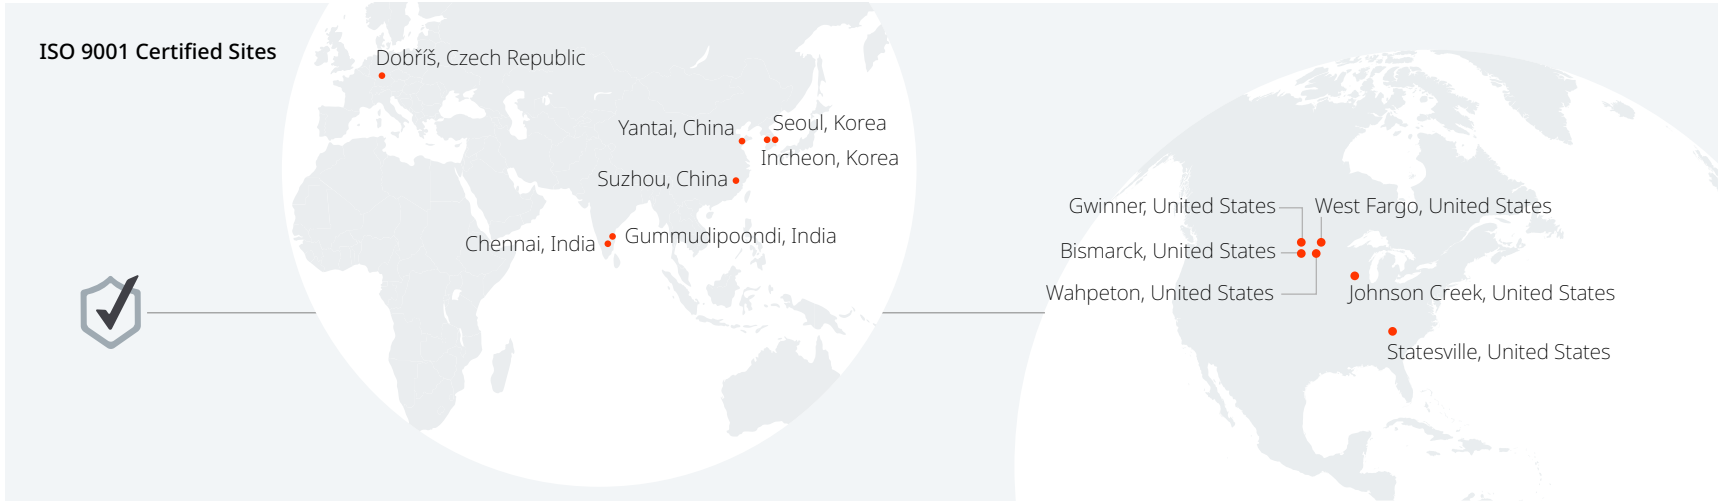 ISO 9001 Certified Sites
Dobříš, Czech Republic
Yantai, China
Seoul, Korea
Incheon, Korea
Suzhou, China
Chennai, India
Gummudipoondi, India
Gwinner, United States
West Fargo, United States
Bismarck, United States
Wahpeton, United States
Johnson Creek, United States
Statesville, United States